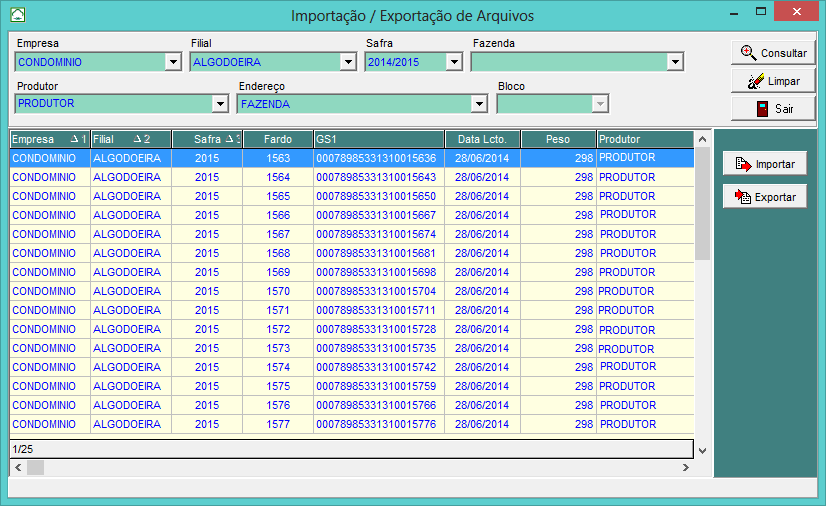 Importação / Exportação de Arquivos
Empresa Filial Safra Fazenda
CONDOMINIO ALGODOEIRA 2014/2015
Consultar
Limpar
Sair
Produtor Endereço Bloco
PRODUTOR FAZENDA
Empresa 1 Filial 2 Safra 3 Fardo GS1 Data Lcto. Peso Produtor
CONDOMINIO ALGODOEIRA 2015 1563 00078985331310015636 28/06/2014 298 PRODUTOR
CONDOMINIO ALGODOEIRA 2015 1564 00078985331310015643 28/06/2014 298 PRODUTOR
CONDOMINIO ALGODOEIRA 2015 1565 00078985331310015650 28/06/2014 298 PRODUTOR
CONDOMINIO ALGODOEIRA 2015 1566 00078985331310015667 28/06/2014 298 PRODUTOR
CONDOMINIO ALGODOEIRA 2015 1567 00078985331310015674 28/06/2014 298 PRODUTOR
CONDOMINIO ALGODOEIRA 2015 1568 00078985331310015681 28/06/2014 298 PRODUTOR
CONDOMINIO ALGODOEIRA 2015 1569 00078985331310015698 28/06/2014 298 PRODUTOR
CONDOMINIO ALGODOEIRA 2015 1570 00078985331310015704 28/06/2014 298 PRODUTOR
CONDOMINIO ALGODOEIRA 2015 1571 00078985331310015711 28/06/2014 298 PRODUTOR
CONDOMINIO ALGODOEIRA 2015 1572 00078985331310015728 28/06/2014 298 PRODUTOR
CONDOMINIO ALGODOEIRA 2015 1573 00078985331310015735 28/06/2014 298 PRODUTOR
CONDOMINIO ALGODOEIRA 2015 1574 00078985331310015742 28/06/2014 298 PRODUTOR
CONDOMINIO ALGODOEIRA 2015 1575 00078985331310015759 28/06/2014 298 PRODUTOR
CONDOMINIO ALGODOEIRA 2015 1576 00078985331310015766 28/06/2014 298 PRODUTOR
CONDOMINIO ALGODOEIRA 2015 1577 00078985331310015776 28/06/2014 298 PRODUTOR
1/25
Importar
Exportar